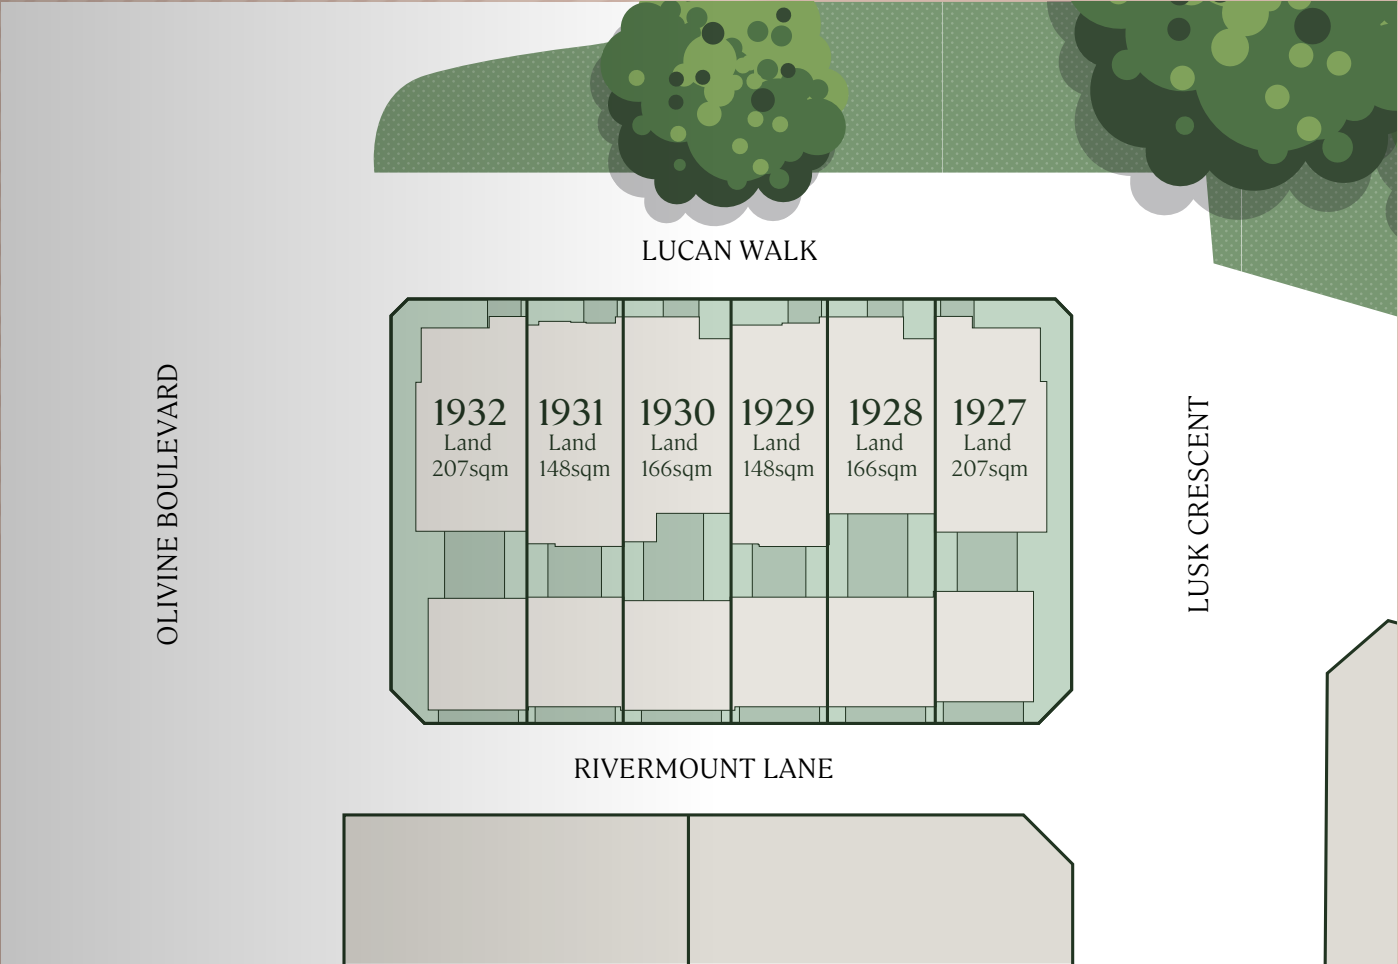 LUCAN WALK
OLIVINE BOULEVARD
1932
Land
207sqm
1931
Land
148sqm
1930
Land
166sqm
1929
Land
148sqm
1928
Land
166sqm
1927
Land
207sqm
LUSK CRESCENT
RIVERMOUNT LANE